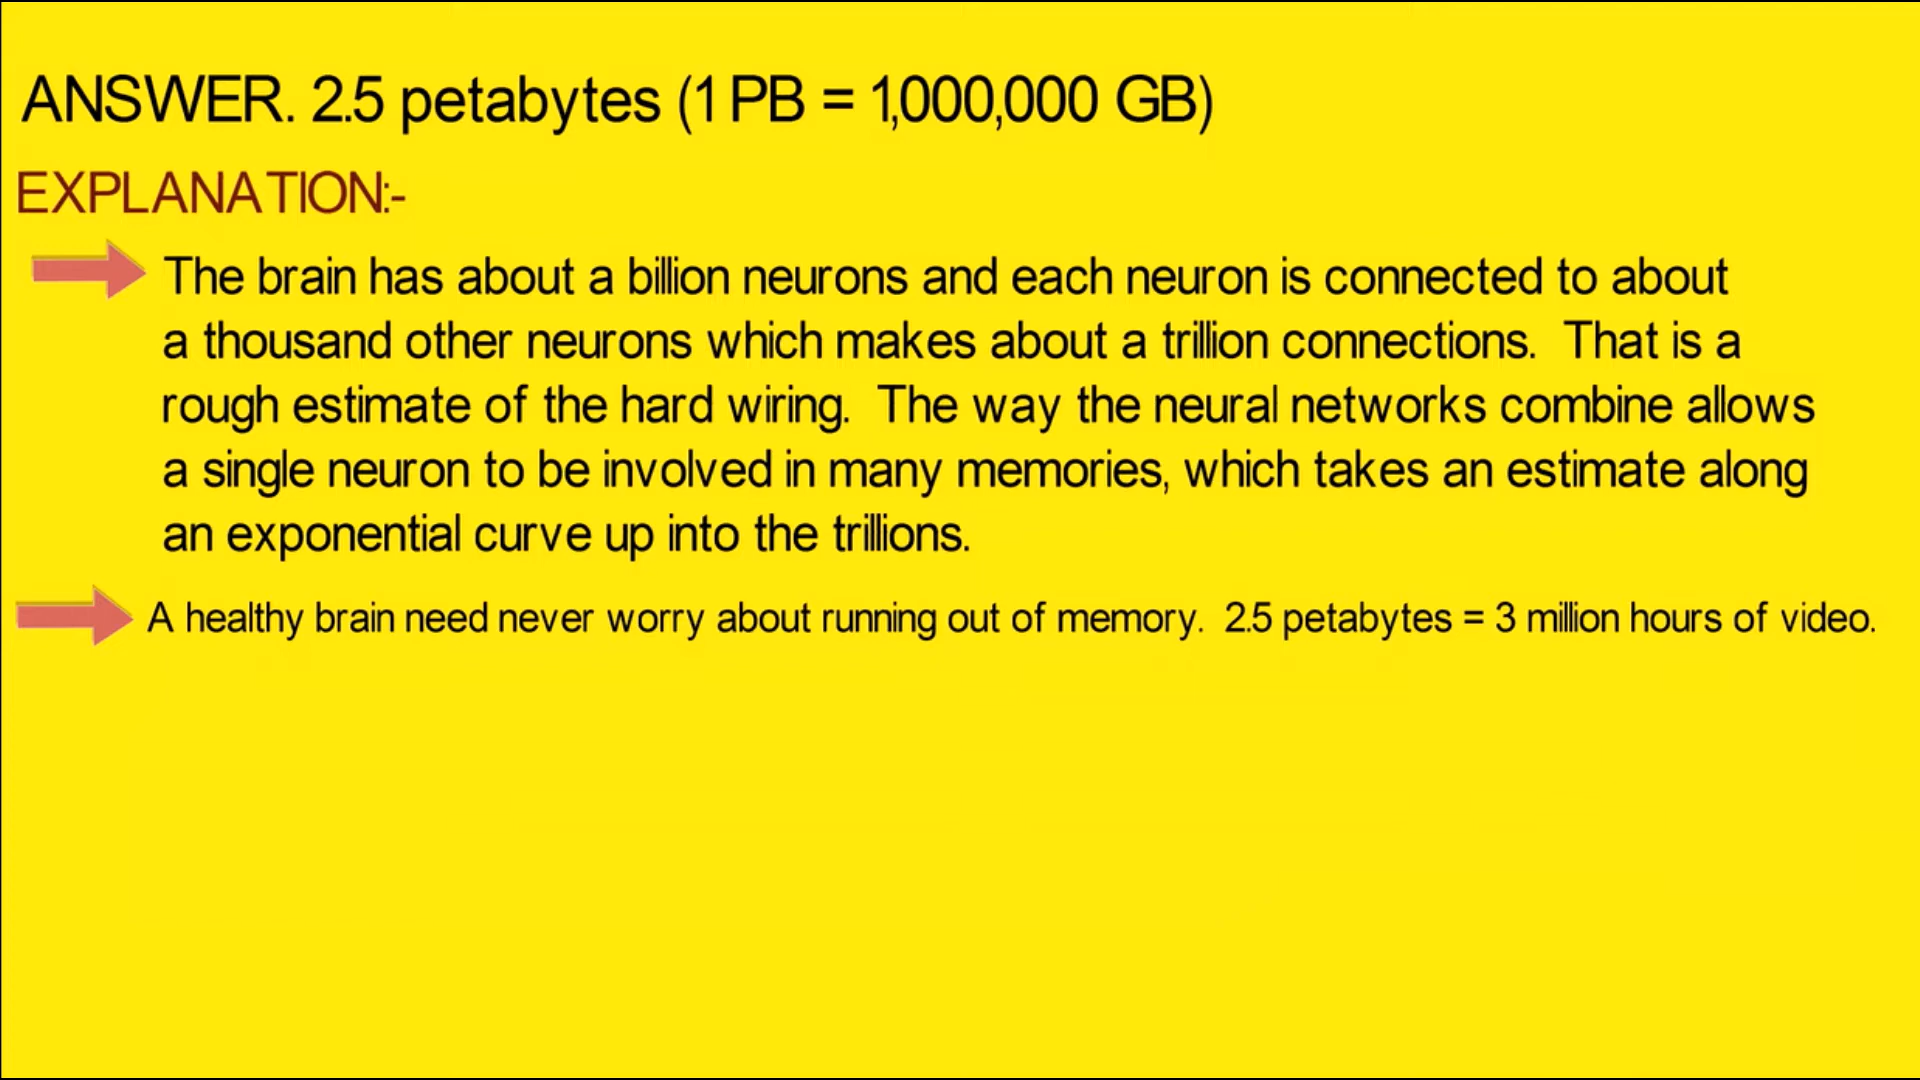 ANSWER. 2.5 petabytes (1 PB = 1,000,000 GB)
EXPLANATION:-
The brain has about a billion neurons and each neuron is connected to about
a thousand other neurons which makes about a trillion connections. That is a
rough estimate of the hard wiring. The way the neural networks combine allows
a single neuron to be involved in many memories, which takes an estimate along
an exponential curve up into the trillions.
A healthy brain need never worry about running out of memory. 2.5 petabytes = 3 million hours of video.